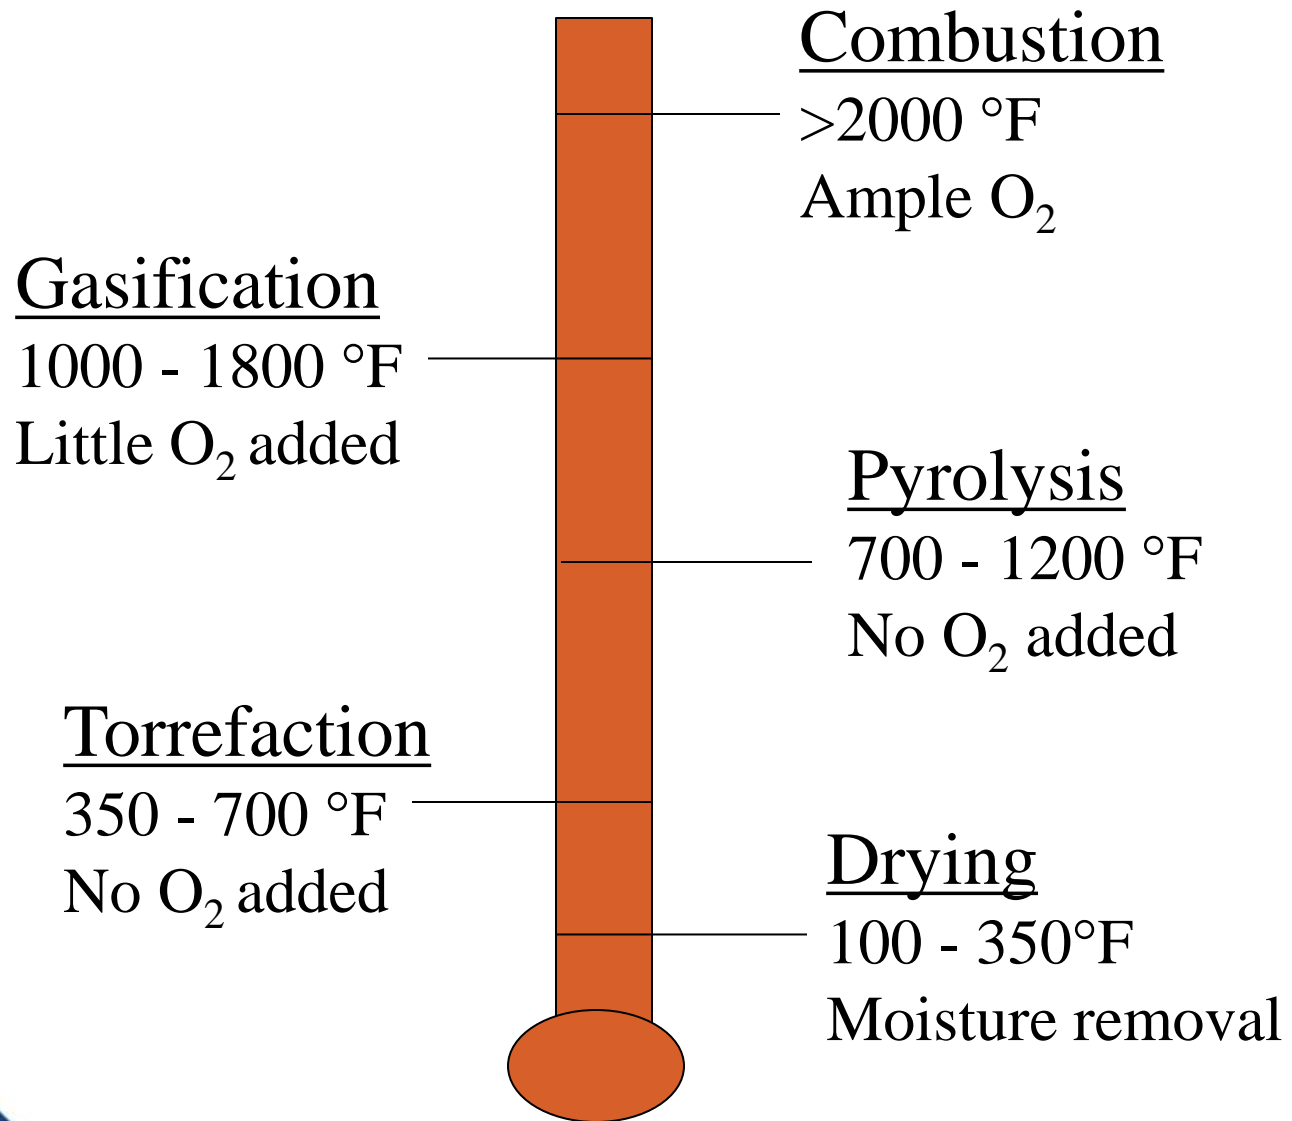 Combustion
>2000 °F
Ample O₂
Gasification
1000 - 1800 °F
Little O₂ added
Pyrolysis
700 - 1200 °F
No O₂ added
Torrefaction
350 - 700 °F
No O₂ added
Drying
100 - 350°F
Moisture removal